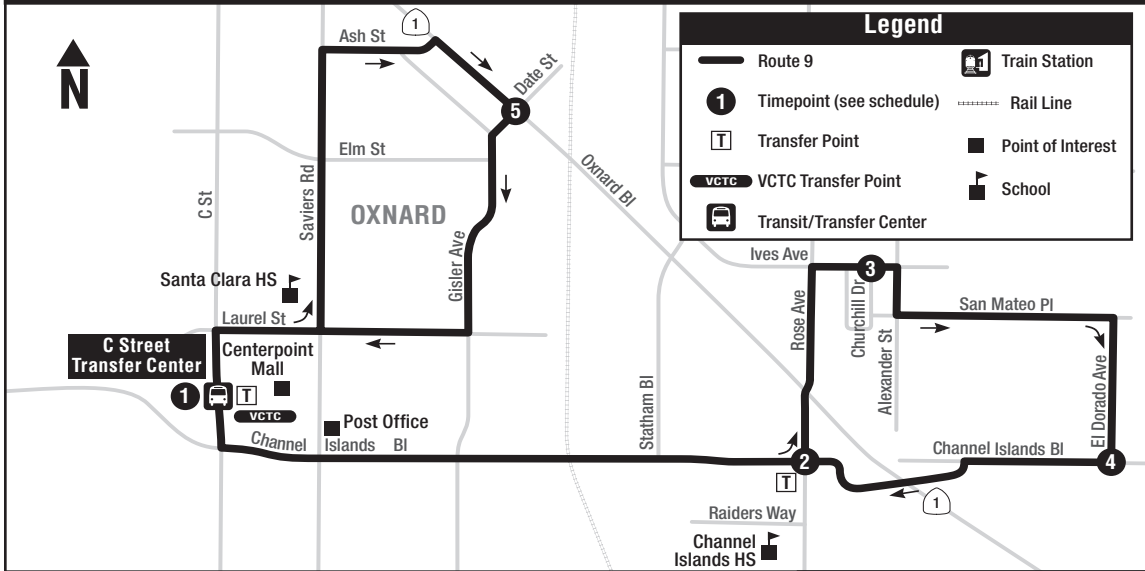 Legend
Route 9
1
Timepoint (see schedule)
T
Transfer Point
VCTC
VCTC Transfer Point
Transit/Transfer Center
Train Station
Rail Line
Point of Interest
School
N
1
Ash St
Date St
5
Elm St
Oxnard Bl
C St
Saviers Rd
OXNARD
Gisler Ave
Ives Ave
3
Santa Clara HS
Churchill Dr
Rose Ave
San Mateo Pl
Laurel St
Alexander St
C Street
Transfer Center
Centerpoint
Mall
1
T
VCTC
Post Office
Statham Bl
El Dorado Ave
Channel Islands Bl
Channel Islands Bl
2
4
T
1
Raiders Way
Channel
Islands HS